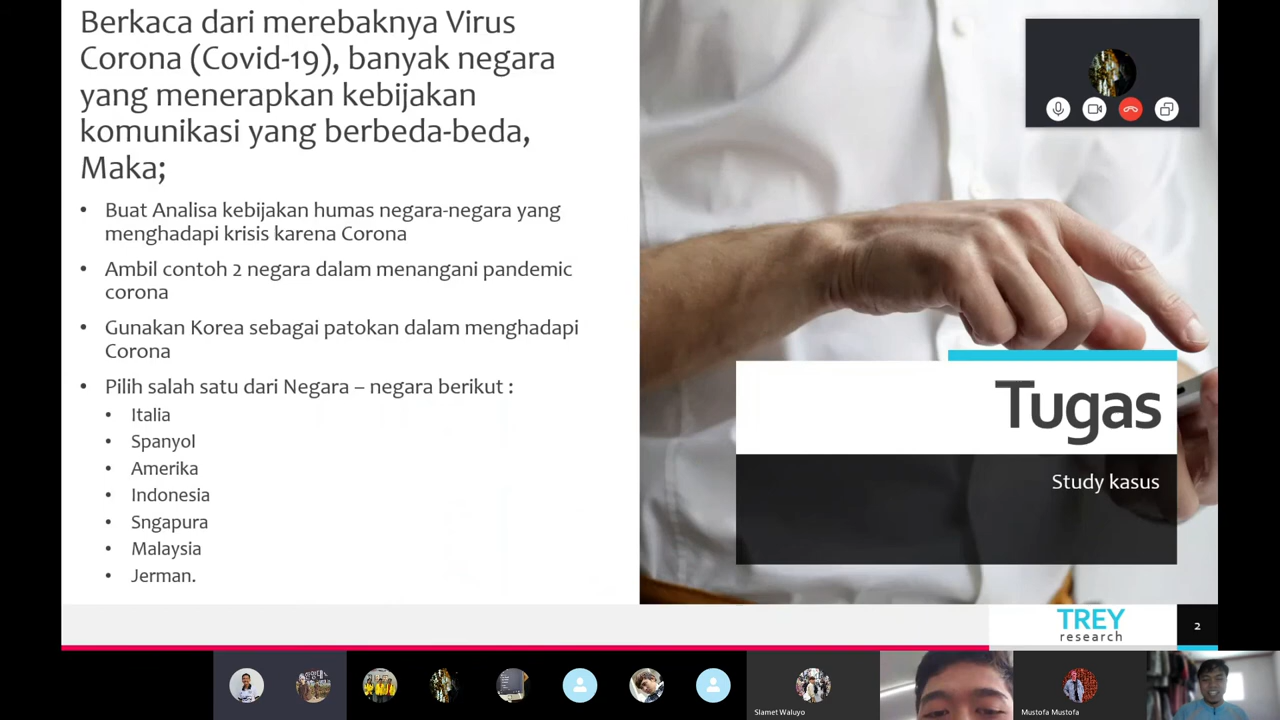 Berkaca dari merebaknya Virus
Corona (Covid-19), banyak negara
yang menerapkan kebijakan
komunikasi yang berbeda-beda,
Maka;
• Buat Analisa kebijakan humas negara-negara yang
menghadapi krisis karena Corona
• Ambil contoh 2 negara dalam menangani pandemic
corona
• Gunakan Korea sebagai patokan dalam menghadapi
Corona
• Pilih salah satu dari Negara – negara berikut :
• Italia
• Spanyol
• Amerika
• Indonesia
• Sngapura
• Malaysia
• Jerman.
Tugas
Study kasus
TREY
research
2
Slamet Waluyo
Mustofa Mustofa